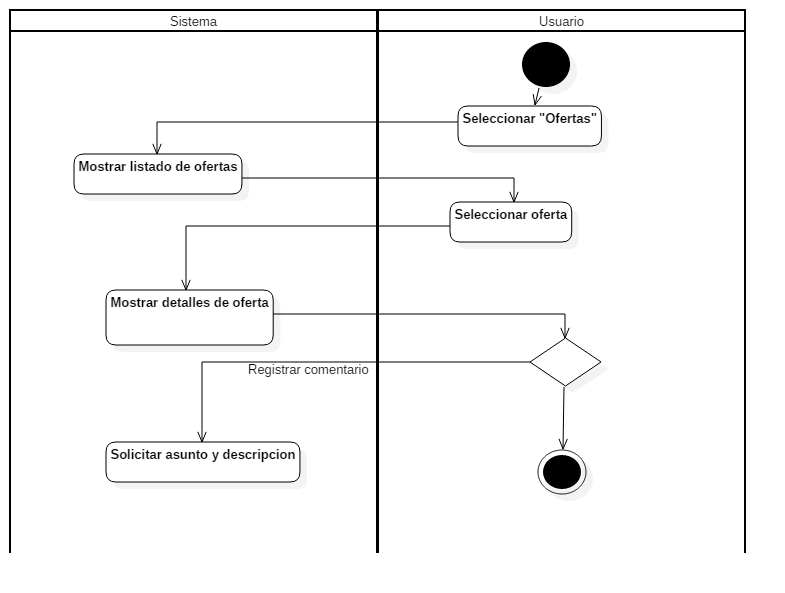 Sistema
Usuario
Seleccionar "Ofertas"
Mostrar listado de ofertas
Seleccionar oferta
Mostrar detalles de oferta
Registrar comentario
Solicitar asunto y descripcion